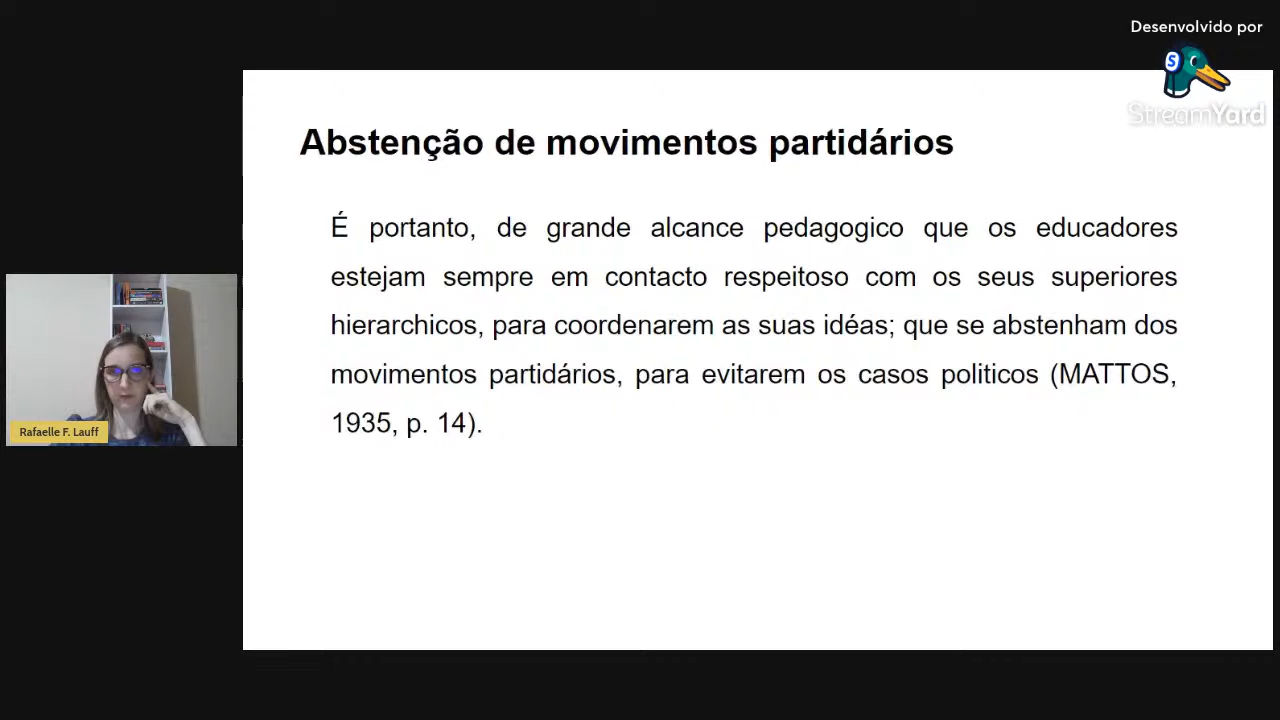 Desenvolvido por
S
StreamYard
Abstenção de movimentos partidários
É portanto, de grande alcance pedagogico que os educadores
estejam sempre em contacto respeitoso com os seus superiores
hierarchicos, para coordenarem as suas idéas; que se abstenham dos
movimentos partidários, para evitarem os casos politicos (MATTOS,
1935, p. 14).
Rafaelle F. Lauff